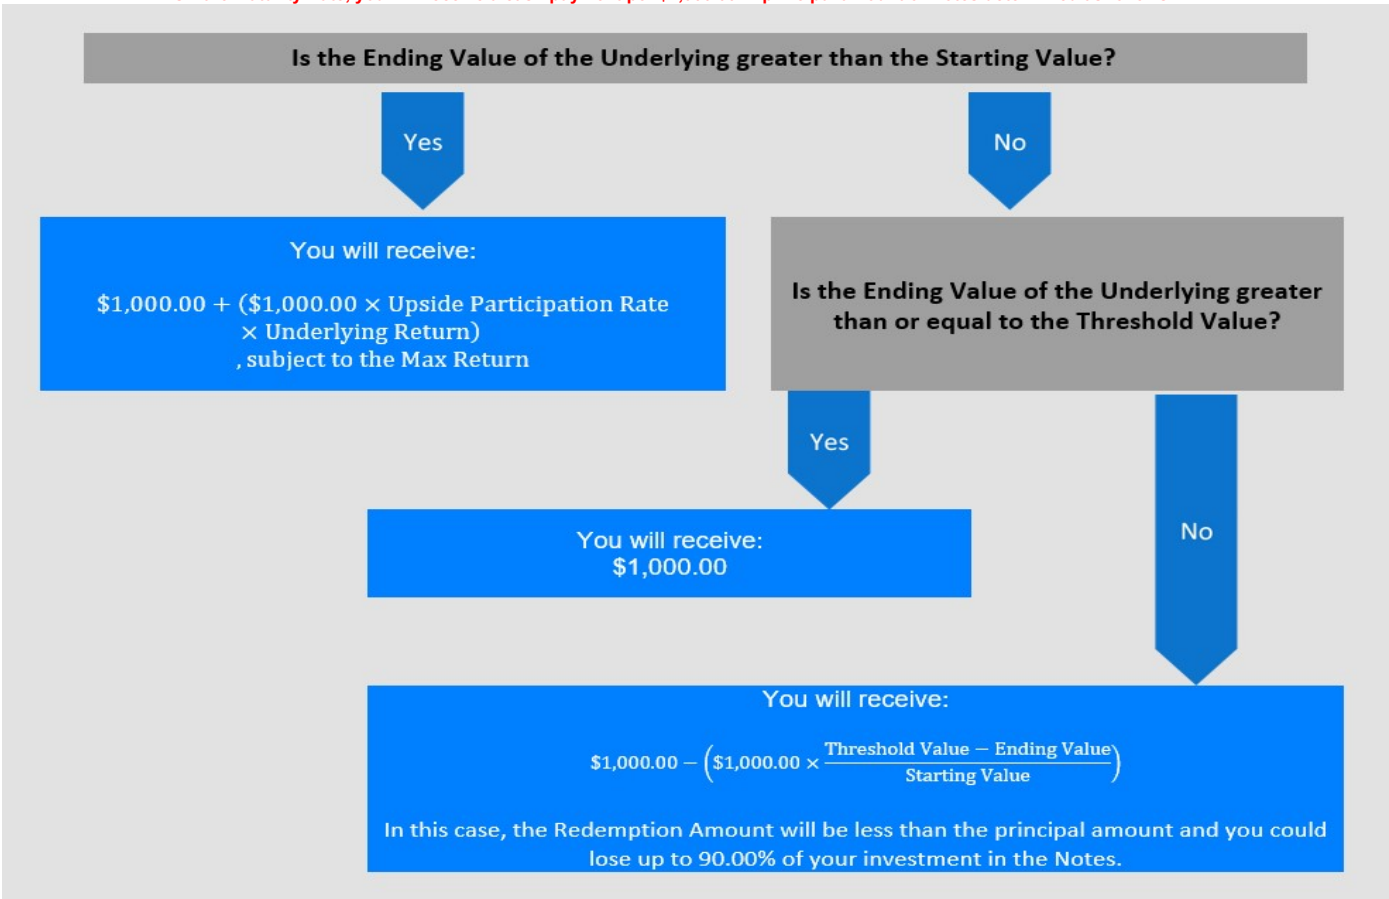 Is the Ending Value of the Underlying greater than the Starting Value?
Yes
No
You will receive:
$1,000.00 + ($1,000.00 × Upside Participation Rate
× Underlying Return)
, subject to the Max Return
Is the Ending Value of the Underlying greater
than or equal to the Threshold Value?
Yes
No
You will receive:
$1,000.00
You will receive:
$1,000.00 − ($1,000.00 × Threshold Value − Ending Value
Starting Value)
In this case, the Redemption Amount will be less than the principal amount and you could
lose up to 90.00% of your investment in the Notes.